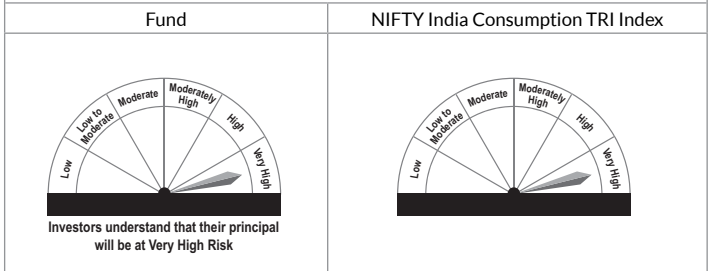 Fund
NIFTY India Consumption TRI Index
Low
Low to
Moderate
Moderate
Moderately
High
High
Very High
Investors understand that their principal
will be at Very High Risk
Low
Low to
Moderate
Moderate
Moderately
High
High
Very High